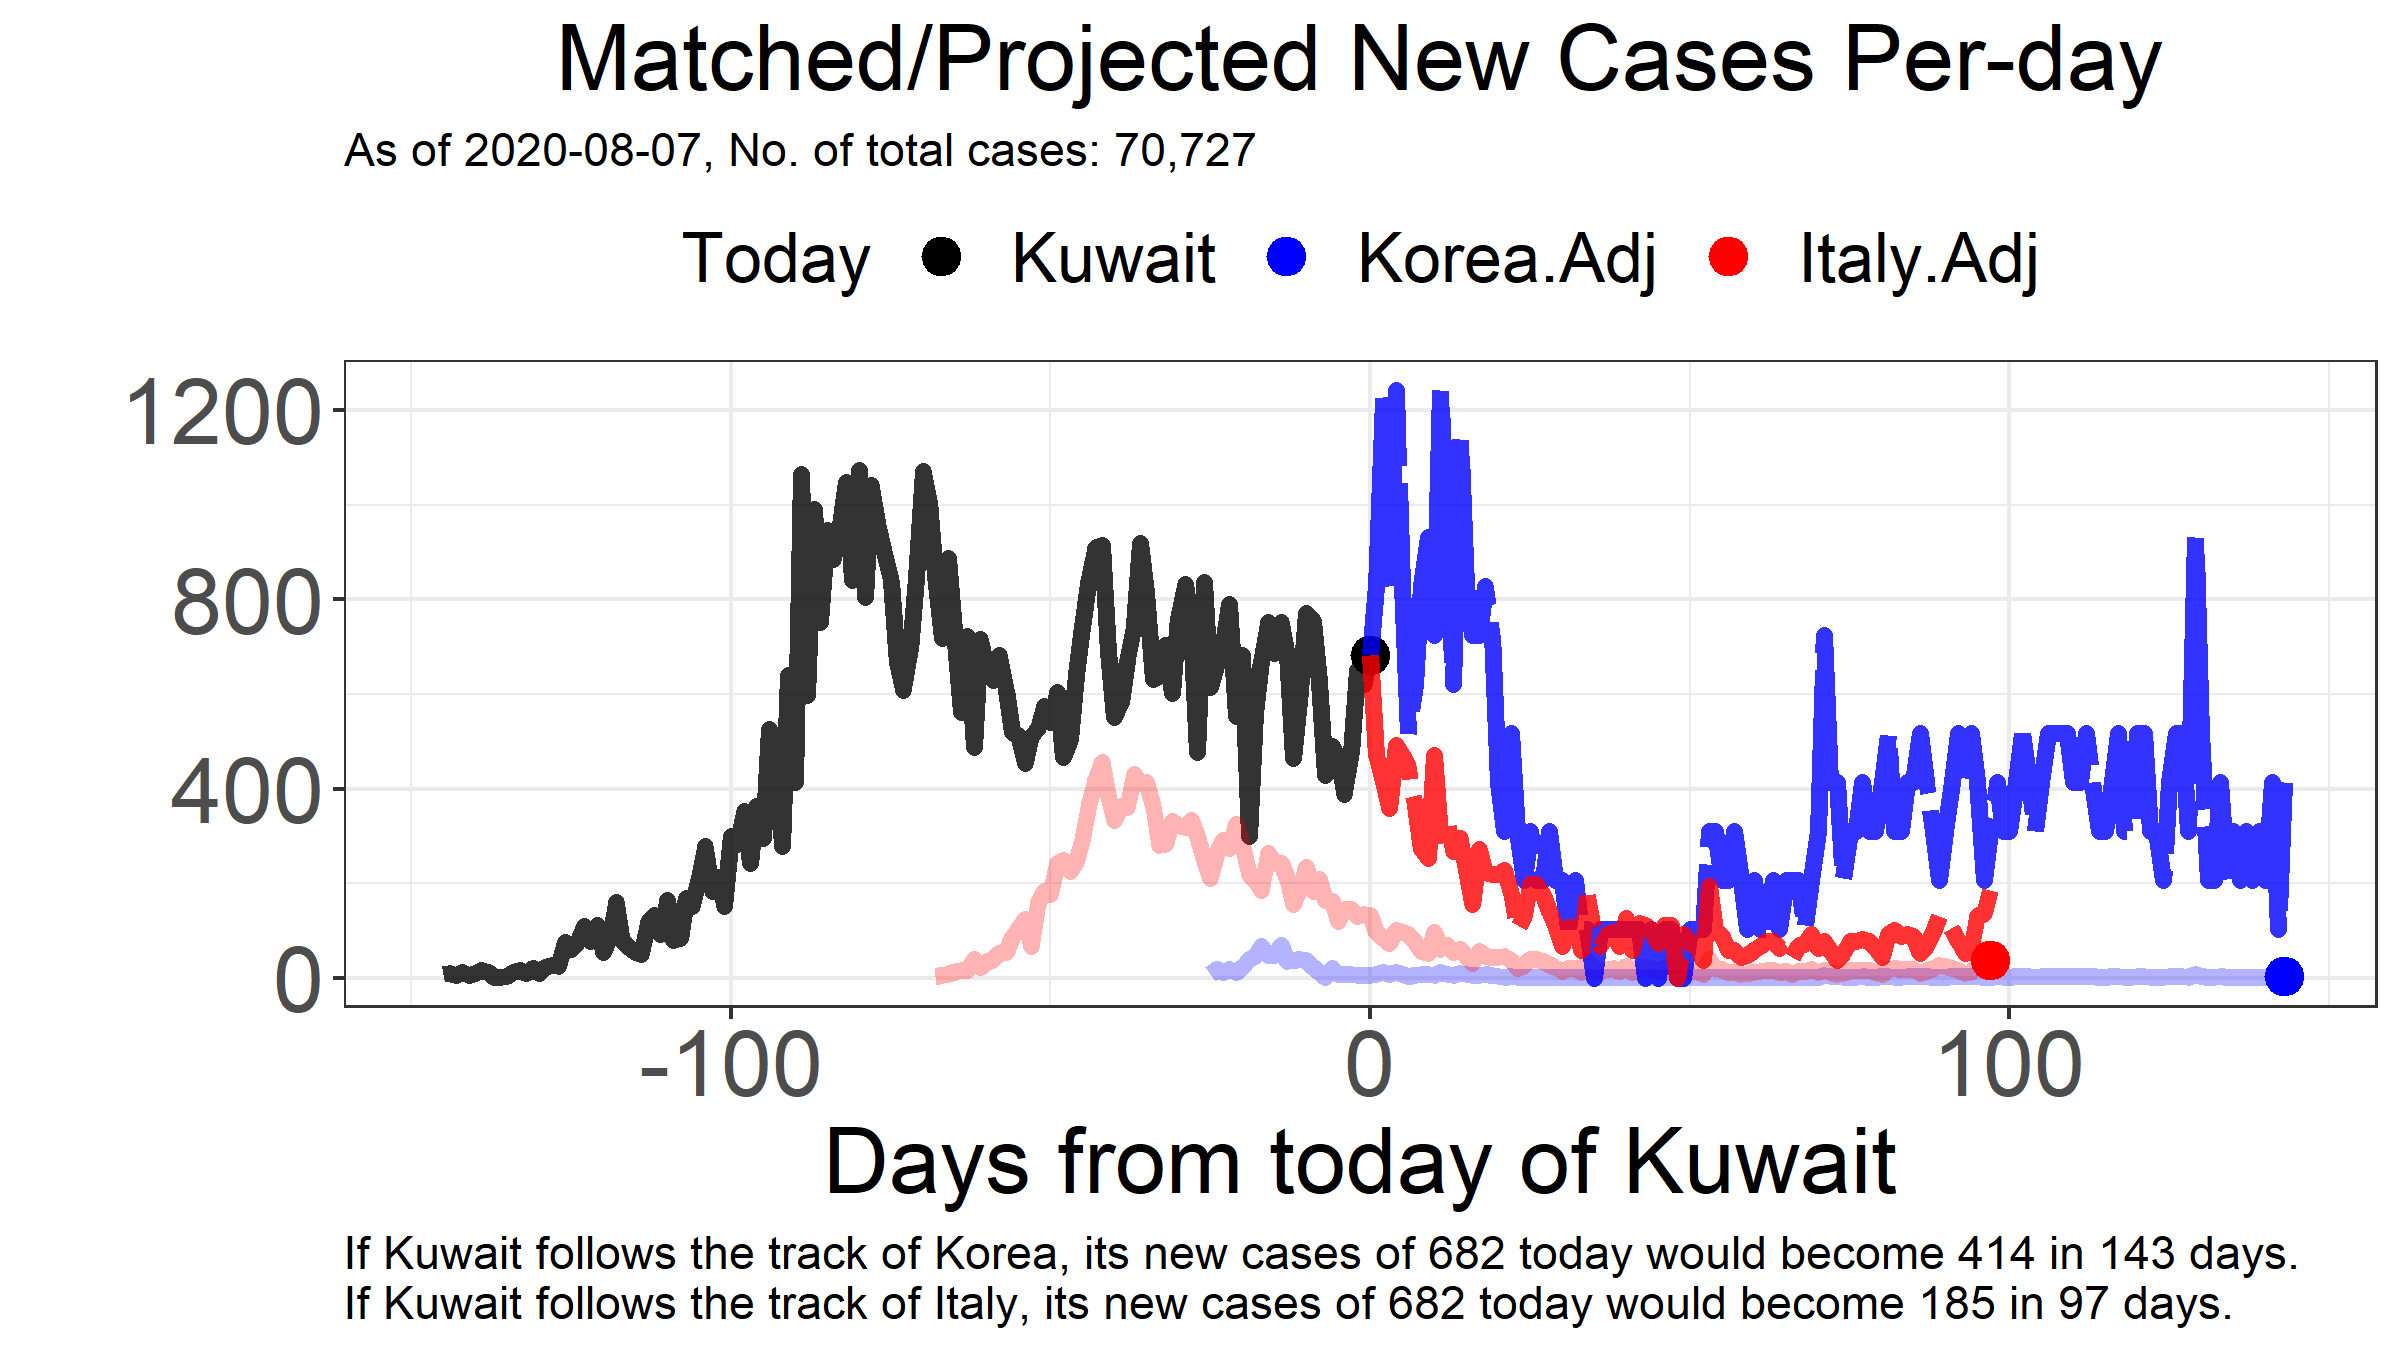 Matched/Projected New Cases Per-day
As of 2020-08-07, No. of total cases: 70,727
Today Kuwait Korea.Adj Italy.Adj
1200
800
400
0
-100 0 100
Days from today of Kuwait
If Kuwait follows the track of Korea, its new cases of 682 today would become 414 in 143 days.
If Kuwait follows the track of Italy, its new cases of 682 today would become 185 in 97 days.